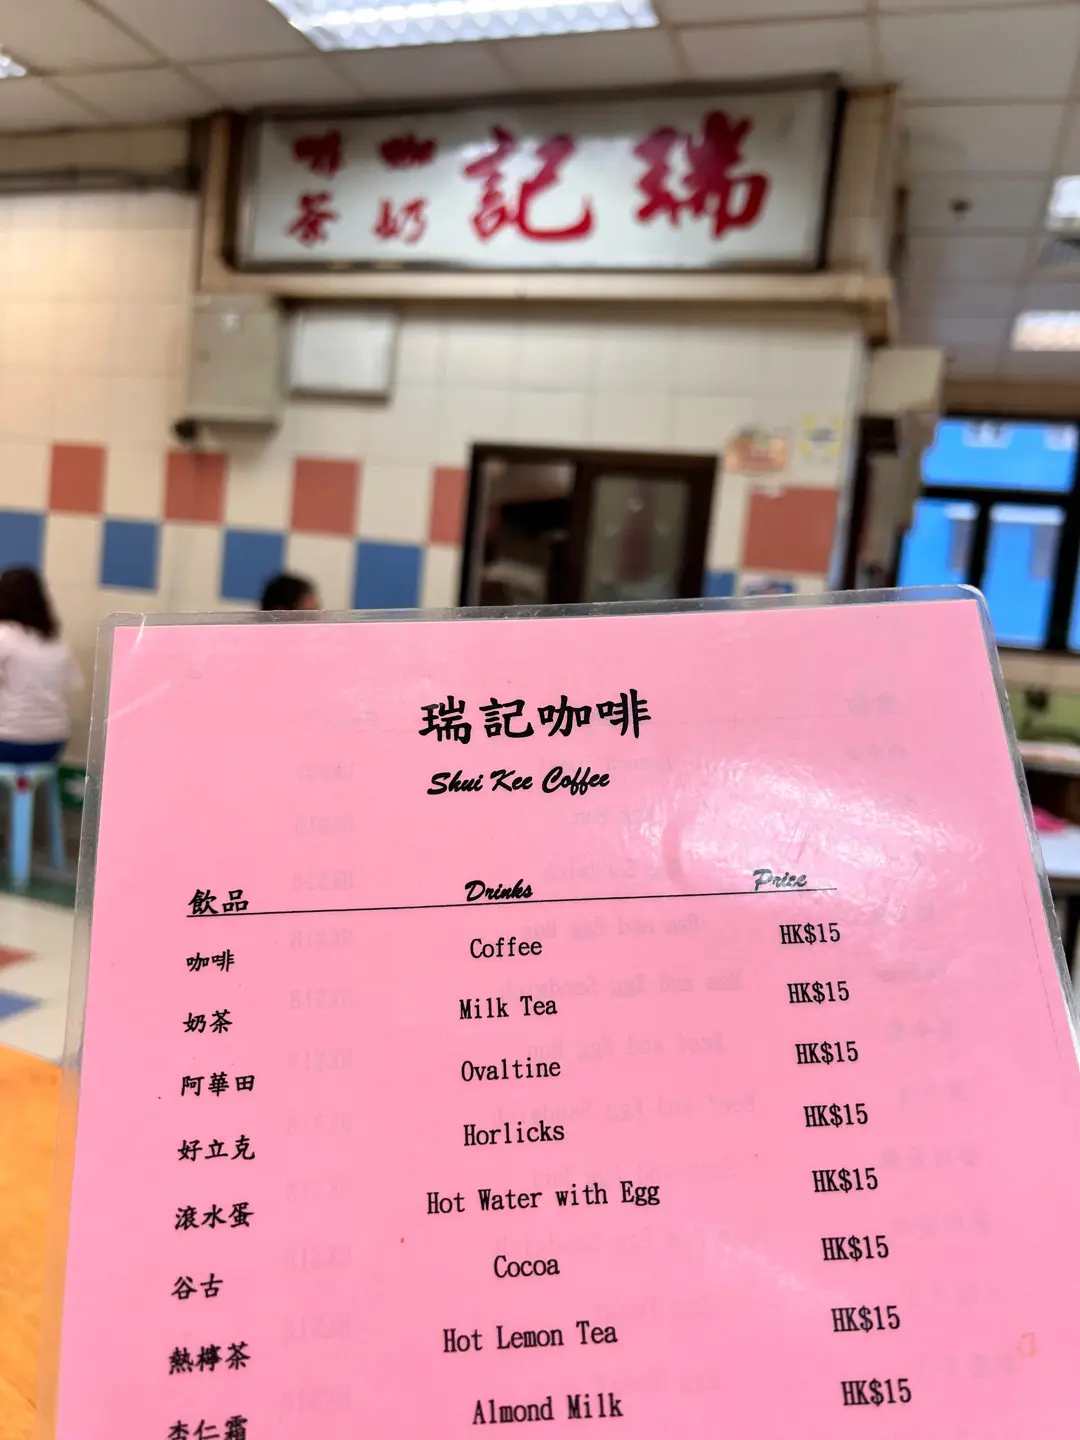 瑞記 咖啡 奶茶
瑞記咖啡
Shui Kee Coffee
飲品 Drinks Price
咖啡 Coffee HK$15
奶茶 Milk Tea HK$15
阿華田 Ovaltine HK$15
好立克 Horlicks HK$15
滾水蛋 Hot Water with Egg HK$15
谷古 Cocoa HK$15
熱檸茶 Hot Lemon Tea HK$15
杏仁霜 Almond Milk HK$15